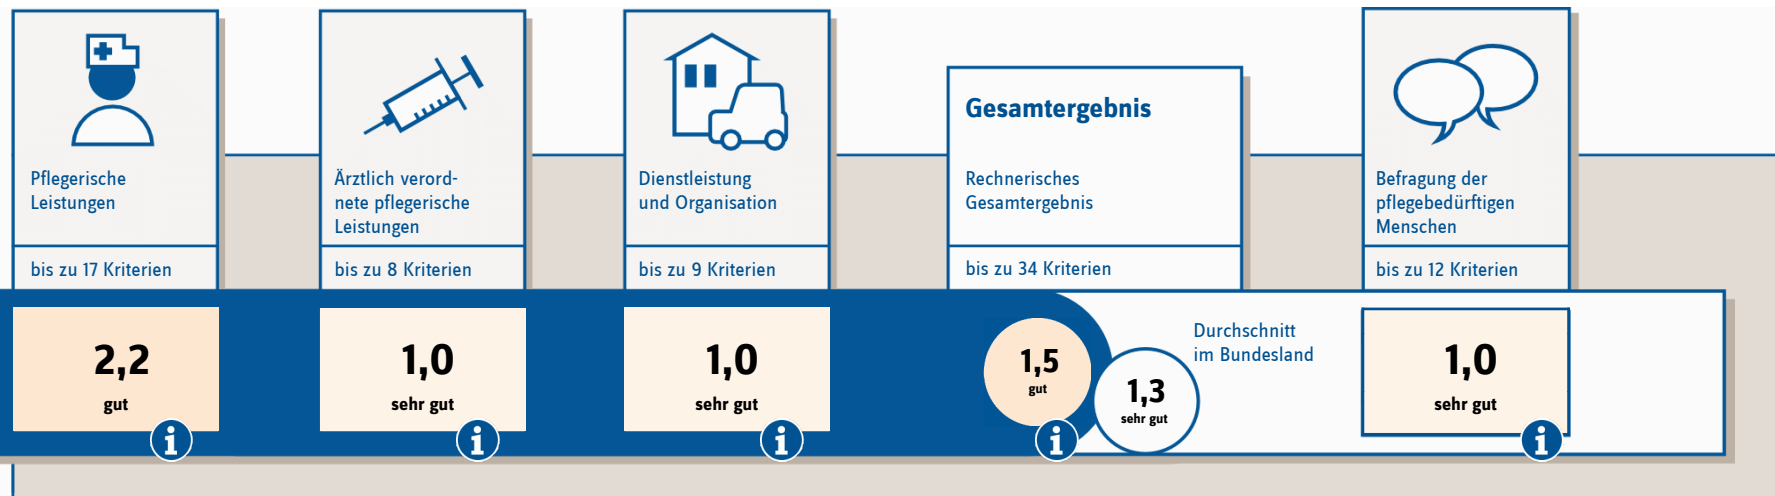 Pflegerische
Leistungen
bis zu 17 Kriterien
2,2
gut
i
Ärztlich verord-
nete pflegerische
Leistungen
bis zu 8 Kriterien
1,0
sehr gut
i
Dienstleistung
und Organisation
bis zu 9 Kriterien
1,0
sehr gut
i
Gesamtergebnis
Rechnerisches
Gesamtergebnis
bis zu 34 Kriterien
1,5
gut
i
1,3
sehr gut
Durchschnitt
im Bundesland
Befragung der
pflegebedürftigen
Menschen
bis zu 12 Kriterien
1,0
sehr gut
i